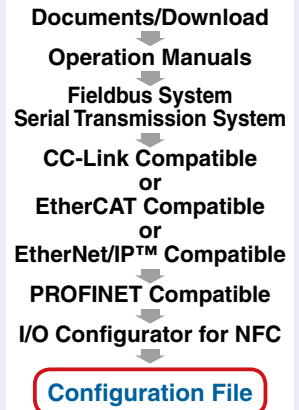 Documents/Download
Operation Manuals
Fieldbus System
Serial Transmission System
CC-Link Compatible
or
EtherCAT Compatible
or
EtherNet/IP™ Compatible
PROFINET Compatible
I/O Configurator for NFC
Configuration File